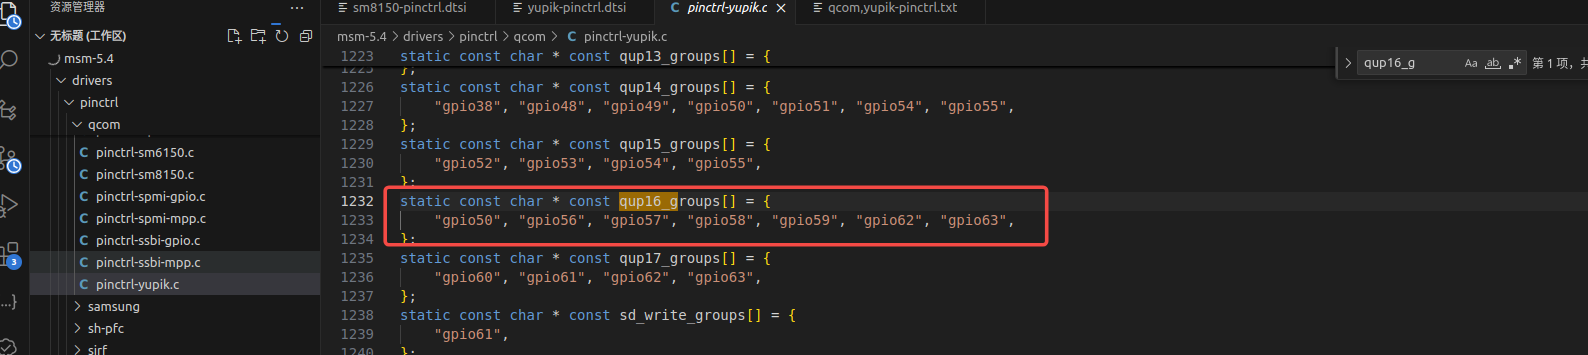 资源管理器
···
无标题 (工作区)
msm-5.4
drivers
pinctrl
qcom
pinctrl-sm6150.c
pinctrl-sm8150.c
pinctrl-spmi-gpio.c
pinctrl-spmi-mpp.c
pinctrl-ssbi-gpio.c
pinctrl-ssbi-mpp.c
pinctrl-yupik.c
samsung
sh-pfc
sirf
3
sm8150-pinctrl.dtsi
yupik-pinctrl.dtsi
C pinctrl-yupik.c
qcom,yupik-pinctrl.txt
msm-5.4 > drivers > pinctrl > qcom > C pinctrl-yupik.c
qup16_g
Aa ab .*
第 1 项，共
1223 static const char * const qup13_groups[] = {
1225 };
1226 static const char * const qup14_groups[] = {
1227 "gpio38", "gpio48", "gpio49", "gpio50", "gpio51", "gpio54", "gpio55",
1228 };
1229 static const char * const qup15_groups[] = {
1230 "gpio52", "gpio53", "gpio54", "gpio55",
1231 };
1232 static const char * const qup16_groups[] = {
1233 "gpio50", "gpio56", "gpio57", "gpio58", "gpio59", "gpio62", "gpio63",
1234 };
1235 static const char * const qup17_groups[] = {
1236 "gpio60", "gpio61", "gpio62", "gpio63",
1237 };
1238 static const char * const sd_write_groups[] = {
1239 "gpio61",
1240 };